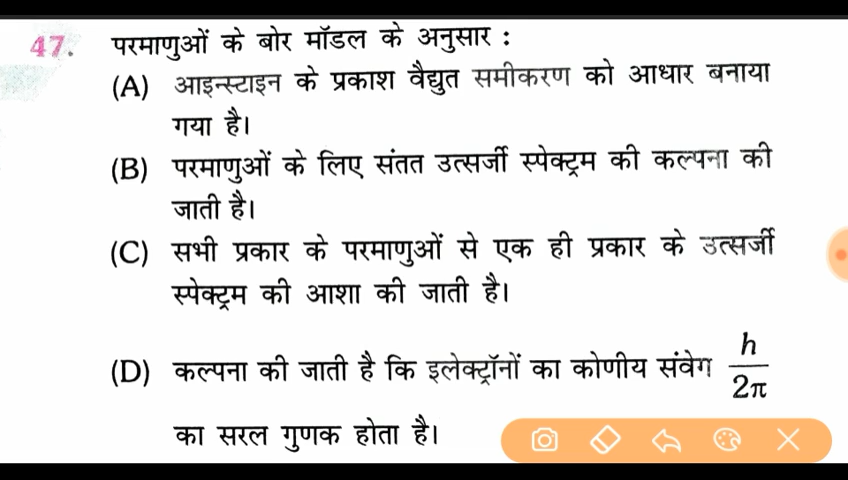 47. परमाणुओं के बोर मॉडल के अनुसार :
(A) आइन्स्टाइन के प्रकाश वैद्युत समीकरण को आधार बनाया
गया है।
(B) परमाणुओं के लिए संतत उत्सर्जी स्पेक्ट्रम की कल्पना की
जाती है।
(C) सभी प्रकार के परमाणुओं से एक ही प्रकार के उत्सर्जी
स्पेक्ट्रम की आशा की जाती है।
(D) कल्पना की जाती है कि इलेक्ट्रॉनों का कोणीय संवेग h/2π
का सरल गुणक होता है।